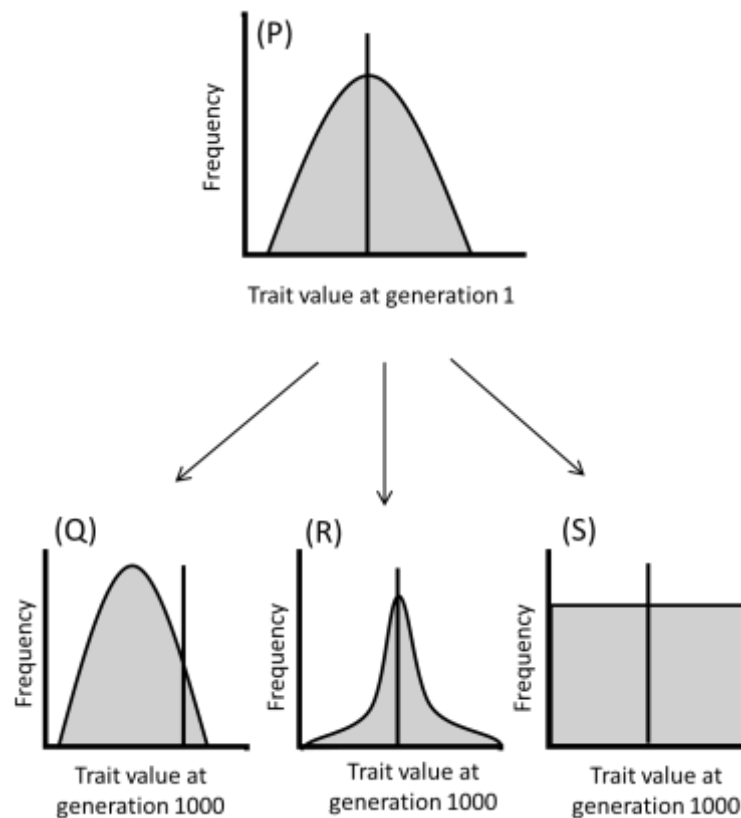 (P)
Frequency
Trait value at generation 1
(Q)
Frequency
Trait value at
generation 1000
(R)
Frequency
Trait value at
generation 1000
(S)
Frequency
Trait value at
generation 1000